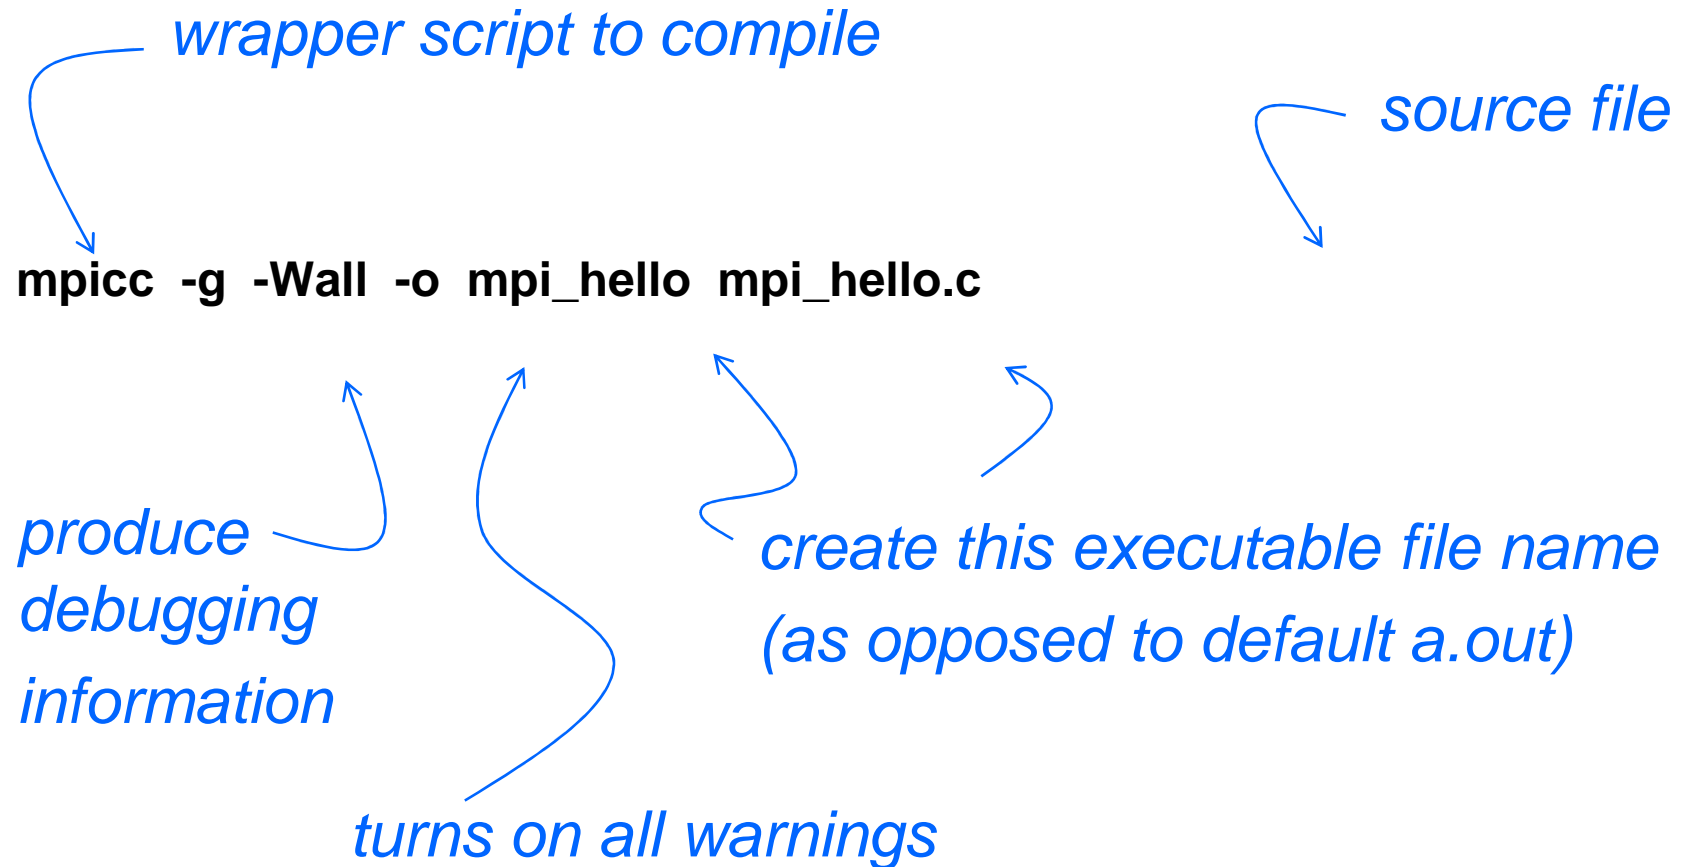 wrapper script to compile
source file
mpicc -g -Wall -o mpi_hello mpi_hello.c
produce
debugging
information
create this executable file name
(as opposed to default a.out)
turns on all warnings